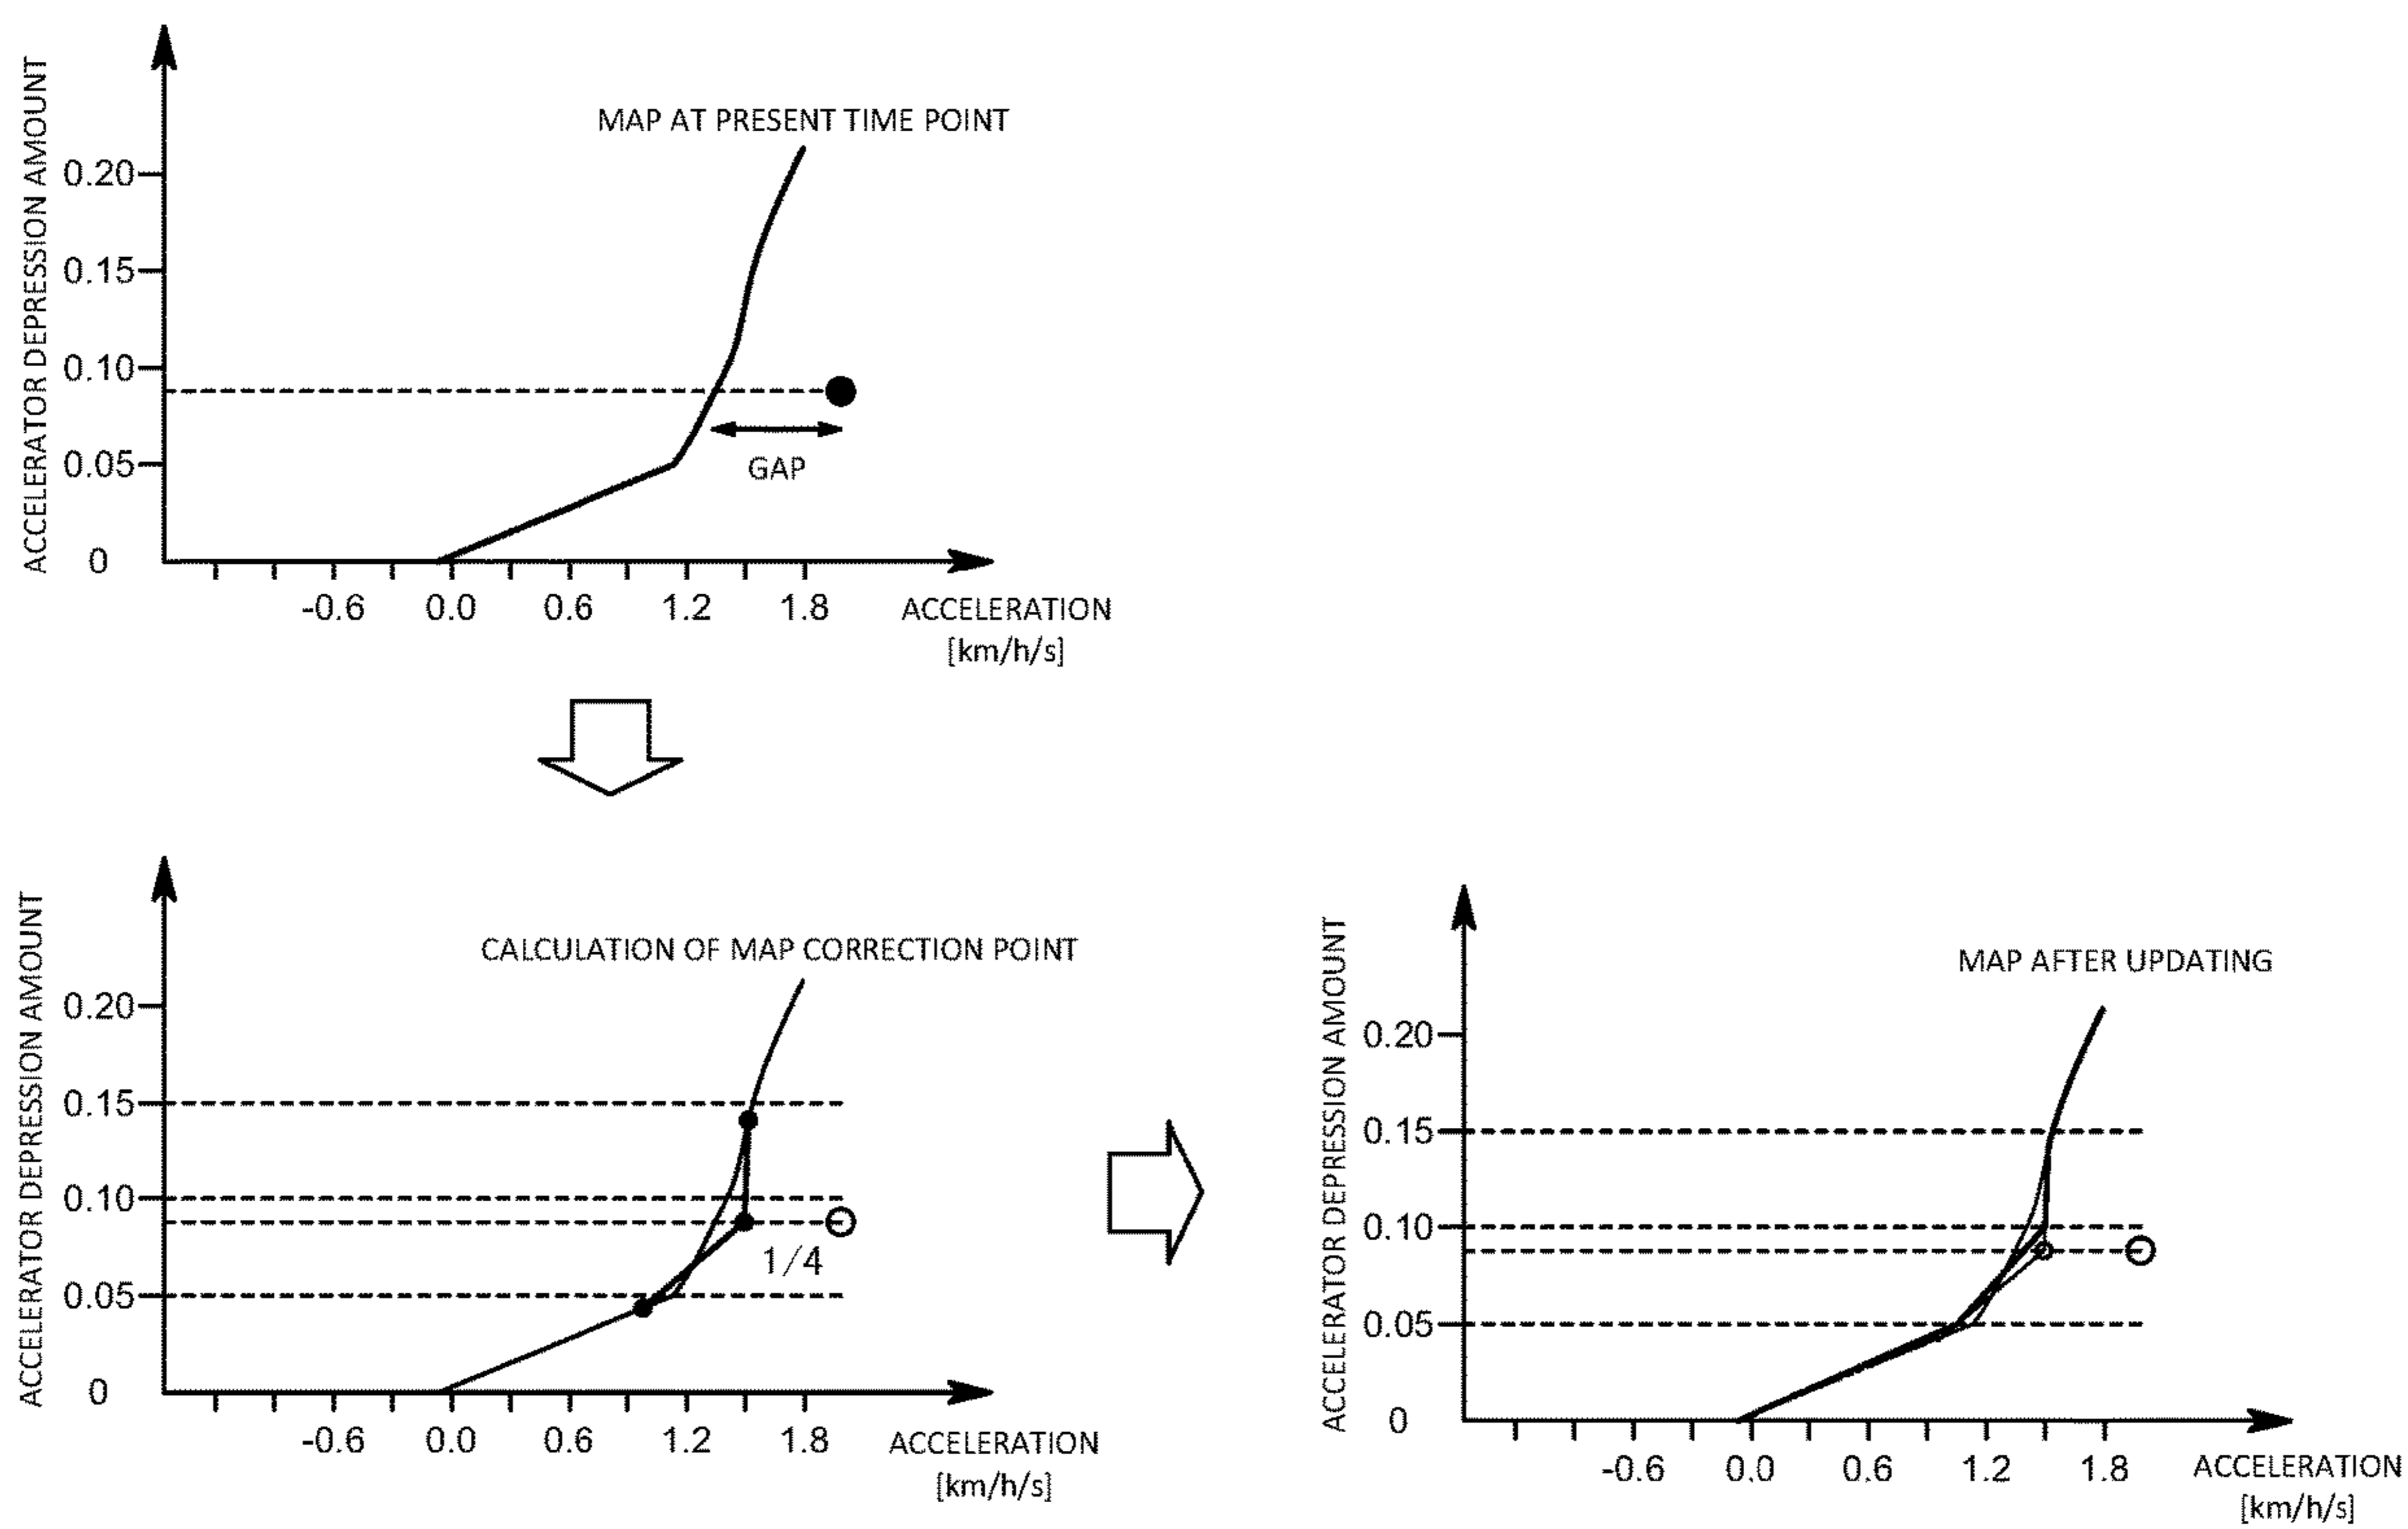 MAP AT PRESENT TIME POINT
ACCELERATOR DEPRESSION AMOUNT
0.20
0.15
0.10
0.05
0
GAP
-0.6 0.0 0.6 1.2 1.8
ACCELERATION
[km/h/s]
CALCULATION OF MAP CORRECTION POINT
ACCELERATOR DEPRESSION AMOUNT
0.20
0.15
0.10
0.05
0
1/4
-0.6 0.0 0.6 1.2 1.8
ACCELERATION
[km/h/s]
MAP AFTER UPDATING
ACCELERATOR DEPRESSION AMOUNT
0.20
0.15
0.10
0.05
0
-0.6 0.0 0.6 1.2 1.8
ACCELERATION
[km/h/s]